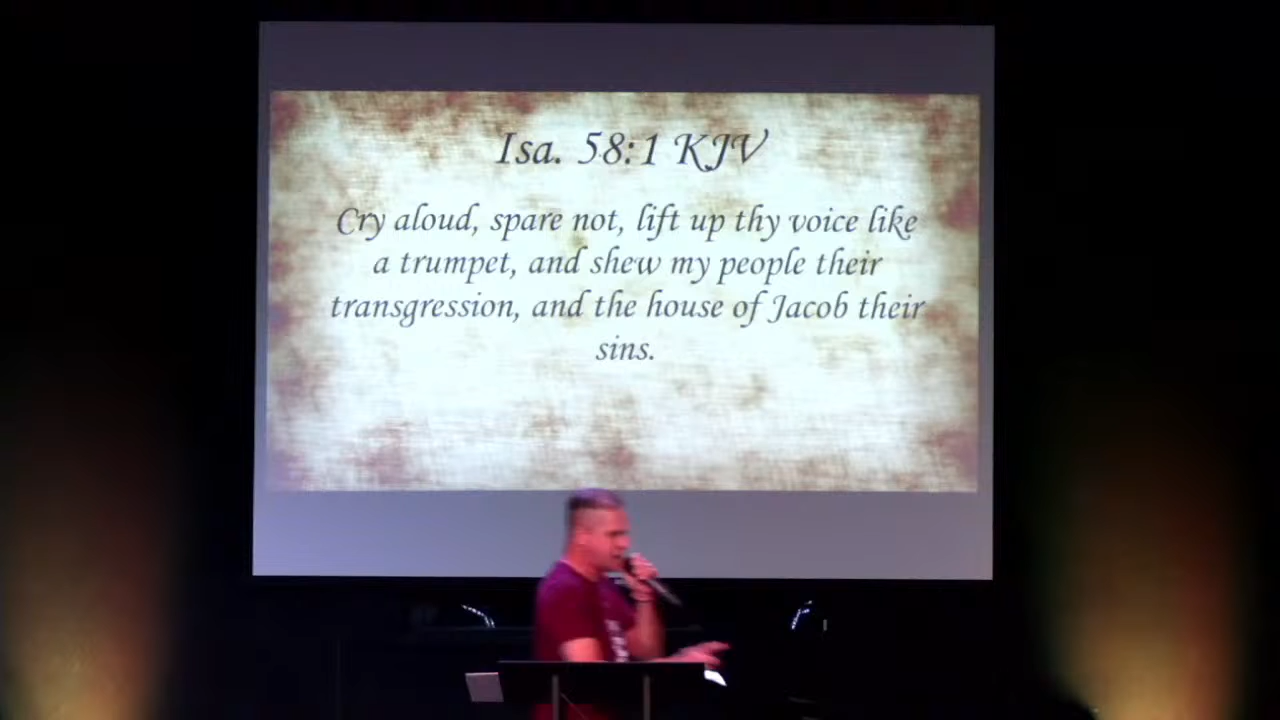 Isa. 58:1 KJV
Cry aloud, spare not, lift up thy voice like
a trumpet, and shew my people their
transgression, and the house of Jacob their
sins.